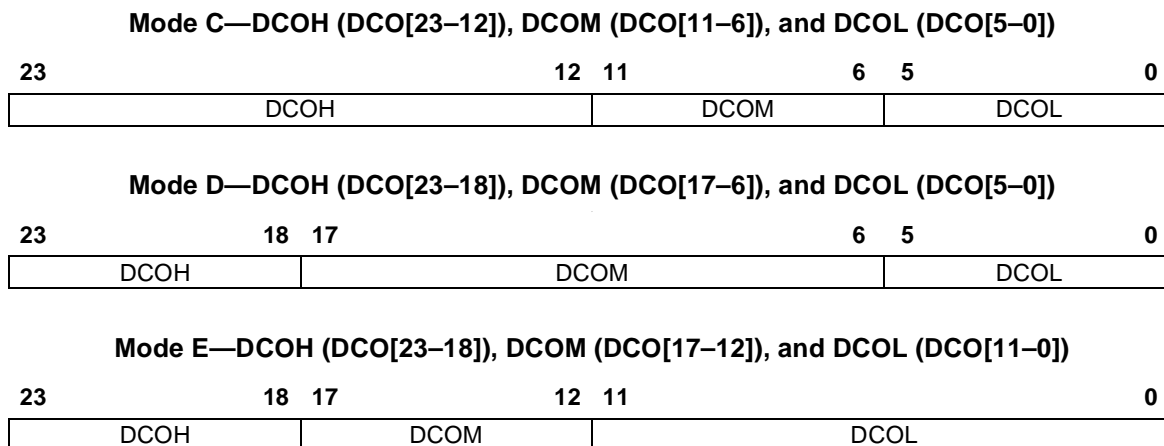 Mode C—DCOH (DCO[23–12]), DCOM (DCO[11–6]), and DCOL (DCO[5–0])
23 12 11 6 5 0
DCOH DCOM DCOL
Mode D—DCOH (DCO[23–18]), DCOM (DCO[17–6]), and DCOL (DCO[5–0])
23 18 17 6 5 0
DCOH DCOM DCOL
Mode E—DCOH (DCO[23–18]), DCOM (DCO[17–12]), and DCOL (DCO[11–0])
23 18 17 12 11 0
DCOH DCOM DCOL